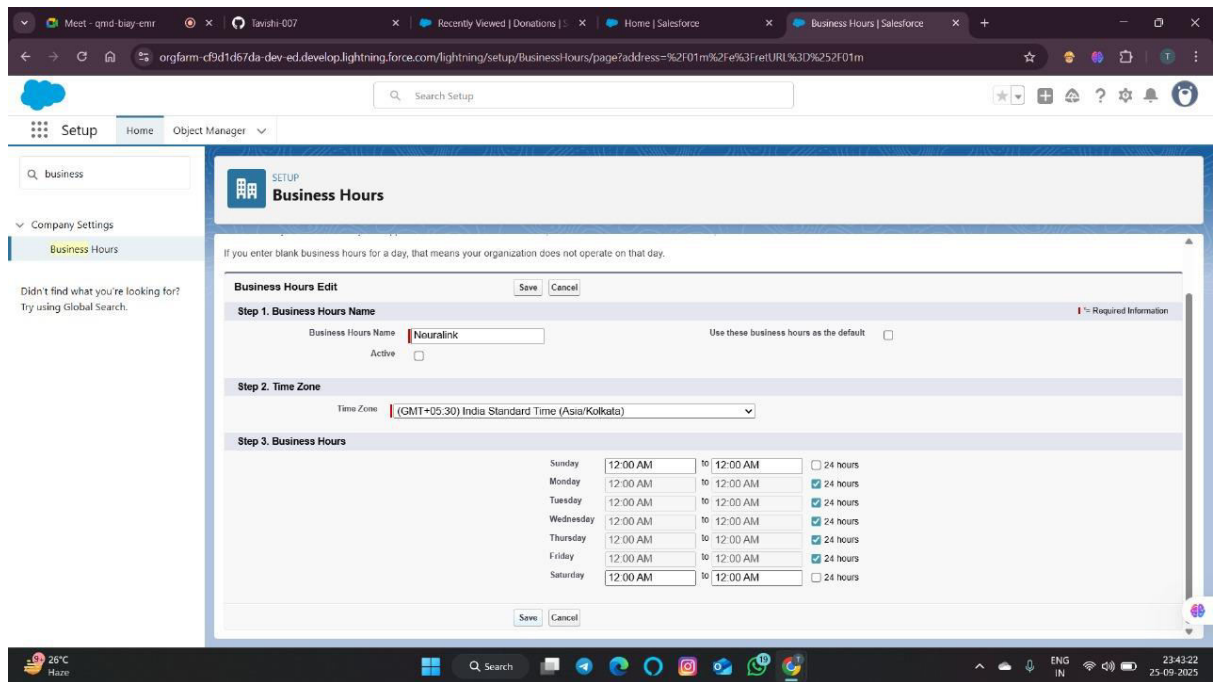 Meet - qmd-biay-emr
Tavishi-007
Recently Viewed | Donations | S
Home | Salesforce
Business Hours | Salesforce
orgfarm-cf9d1d67da-dev-ed.develop.lightning.force.com/lightning/setup/BusinessHours/page?address=%2F01m%2Fe%3FretURL%3D%252F01m
T
Search Setup
Setup Home Object Manager
business
SETUP
Business Hours
Company Settings
Business Hours
Didn't find what you're looking for?
Try using Global Search.
If you enter blank business hours for a day, that means your organization does not operate on that day.
Business Hours Edit Save Cancel
Step 1. Business Hours Name = Required Information
Business Hours Name Nouralink Use these business hours as the default
Active
Step 2. Time Zone
Time Zone (GMT+05:30) India Standard Time (Asia/Kolkata)
Step 3. Business Hours
Sunday 12:00 AM to 12:00 AM 24 hours
Monday 12:00 AM to 12:00 AM 24 hours
Tuesday 12:00 AM to 12:00 AM 24 hours
Wednesday 12:00 AM to 12:00 AM 24 hours
Thursday 12:00 AM to 12:00 AM 24 hours
Friday 12:00 AM to 12:00 AM 24 hours
Saturday 12:00 AM to 12:00 AM 24 hours
Save Cancel
26°C
Haze
Search
19
ENG
IN
23:43:22
25-09-2025